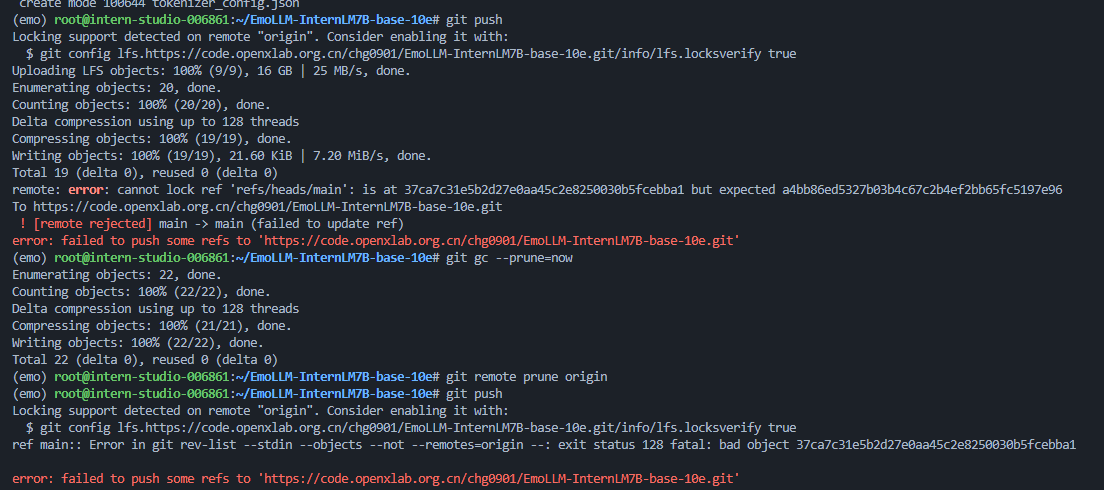 create mode 100644 tokenizer_config.json
(emo) root@intern-studio-006861:~/EmoLLM-InternLM7B-base-10e# git push
Locking support detected on remote "origin". Consider enabling it with:
$ git config lfs.https://code.openxlab.org.cn/chg0901/EmoLLM-InternLM7B-base-10e.git/info/lfs.locksverify true
Uploading LFS objects: 100% (9/9), 16 GB | 25 MB/s, done.
Enumerating objects: 20, done.
Counting objects: 100% (20/20), done.
Delta compression using up to 128 threads
Compressing objects: 100% (19/19), done.
Writing objects: 100% (19/19), 21.60 KiB | 7.20 MiB/s, done.
Total 19 (delta 0), reused 0 (delta 0)
remote: error: cannot lock ref 'refs/heads/main': is at 37ca7c31e5b2d27e0aa45c2e8250030b5fcebba1 but expected a4bb86ed5327b03b4c67c2b4ef2bb65fc5197e96
To https://code.openxlab.org.cn/chg0901/EmoLLM-InternLM7B-base-10e.git
! [remote rejected] main -> main (failed to update ref)
error: failed to push some refs to 'https://code.openxlab.org.cn/chg0901/EmoLLM-InternLM7B-base-10e.git'
(emo) root@intern-studio-006861:~/EmoLLM-InternLM7B-base-10e# git gc --prune=now
Enumerating objects: 22, done.
Counting objects: 100% (22/22), done.
Delta compression using up to 128 threads
Compressing objects: 100% (21/21), done.
Writing objects: 100% (22/22), done.
Total 22 (delta 0), reused 0 (delta 0)
(emo) root@intern-studio-006861:~/EmoLLM-InternLM7B-base-10e# git remote prune origin
(emo) root@intern-studio-006861:~/EmoLLM-InternLM7B-base-10e# git push
Locking support detected on remote "origin". Consider enabling it with:
$ git config lfs.https://code.openxlab.org.cn/chg0901/EmoLLM-InternLM7B-base-10e.git/info/lfs.locksverify true
ref main:: Error in git rev-list --stdin --objects --not --remotes=origin --: exit status 128 fatal: bad object 37ca7c31e5b2d27e0aa45c2e8250030b5fcebba1
error: failed to push some refs to 'https://code.openxlab.org.cn/chg0901/EmoLLM-InternLM7B-base-10e.git'